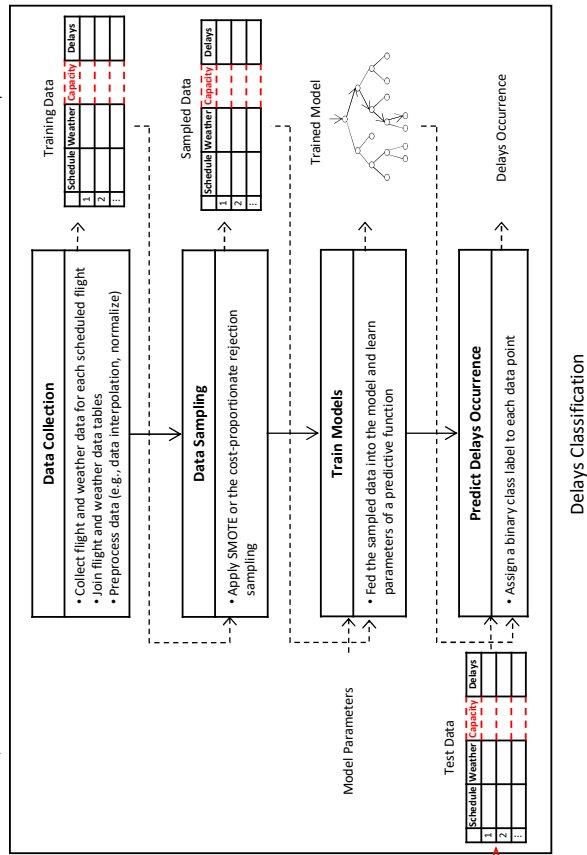 Data Collection
• Collect flight and weather data for each scheduled flight
• Join flight and weather data tables
• Preprocess data (e.g., data interpolation, normalize)
Training Data
Schedule Weather Capacity Delays
1
2
...
Data Sampling
• Apply SMOTE or the cost-proportionate rejection
sampling
Sampled Data
Schedule Weather Capacity Delays
1
2
...
Model Parameters
Train Models
• Fed the sampled data into the model and learn
parameters of a predictive function
Trained Model
Test Data
Schedule Weather Capacity Delays
1
2
...
Predict Delays Occurrence
• Assign a binary class label to each data point
Delays Occurrence
Delays Classification